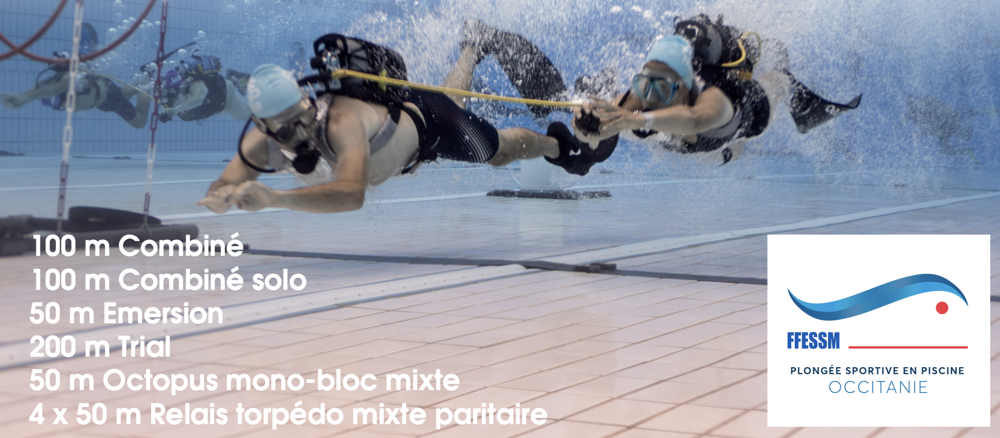 100 m Combiné
100 m Combiné solo
50 m Emersion
200 m Trial
50 m Octopus mono-bloc mixte
4 x 50 m Relais torpédo mixte paritaire
FFESSM
PLONGÉE SPORTIVE EN PISCINE
OCCITANIE